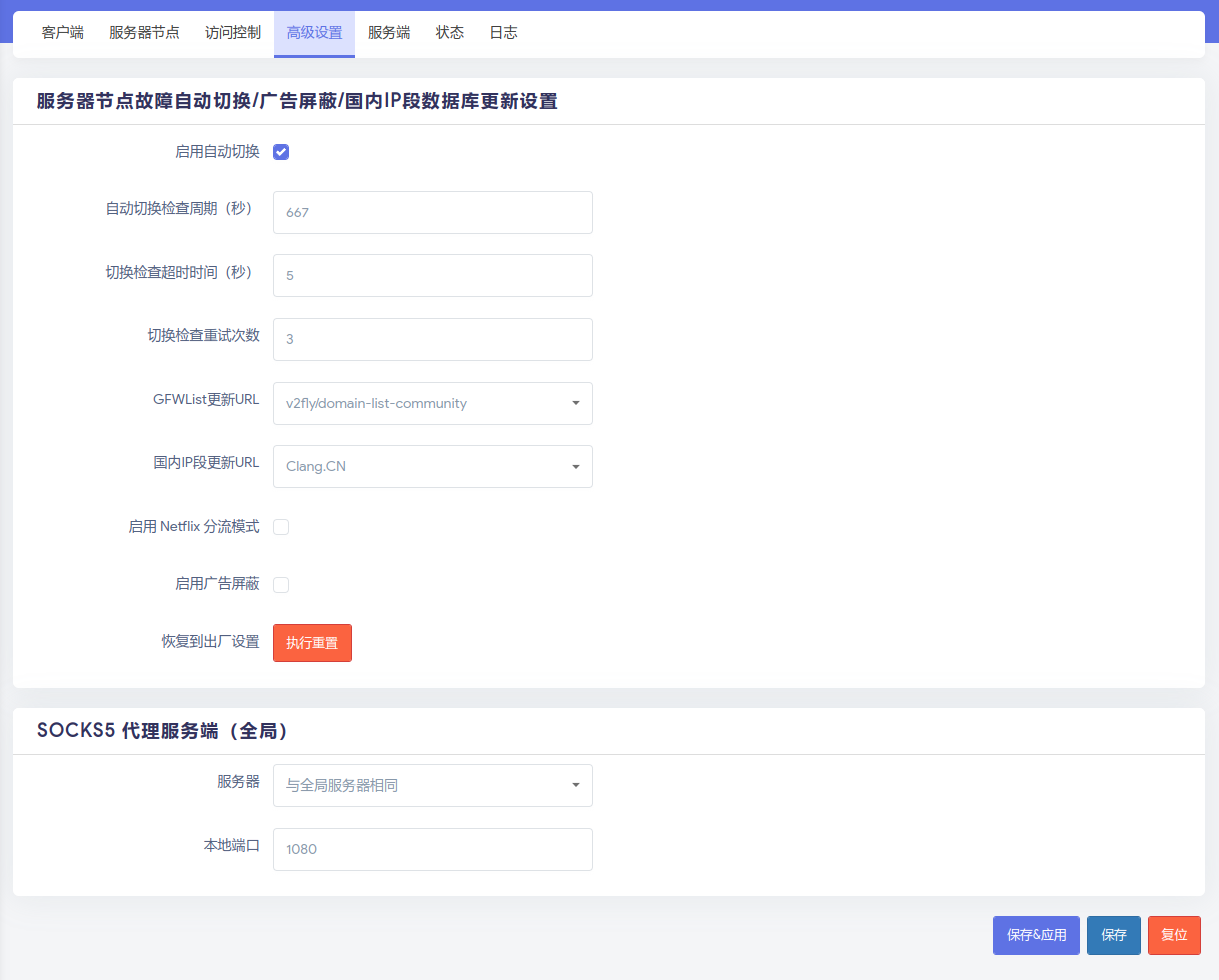 客户端 服务器节点 访问控制 高级设置 服务端 状态 日志
服务器节点故障自动切换/广告屏蔽/国内IP段数据库更新设置
启用自动切换
自动切换检查周期（秒） 667
切换检查超时时间（秒） 5
切换检查重试次数 3
GFWList更新URL v2fly/domain-list-community
国内IP段更新URL Clang.CN
启用 Netflix 分流模式
启用广告屏蔽
恢复到出厂设置 执行重置
SOCKS5 代理服务端（全局）
服务器 与全局服务器相同
本地端口 1080
保存&应用 保存 复位